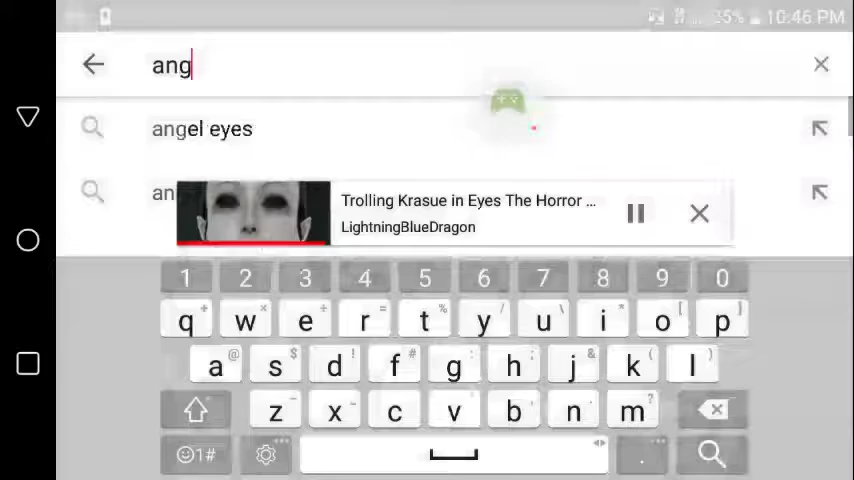 25% 10:46 PM
ang
angel eyes
an
Trolling Krasue in Eyes The Horror ...
LightningBlueDragon
1 2 3 4 5 6 7 8 9 0
q + w × e ÷ r = t % y / u \ i * o [ p ]
a @ s $ d ! f # g : h ; j & k ( l )
z - x _ c " v ' b , n . m ?
☺1# .